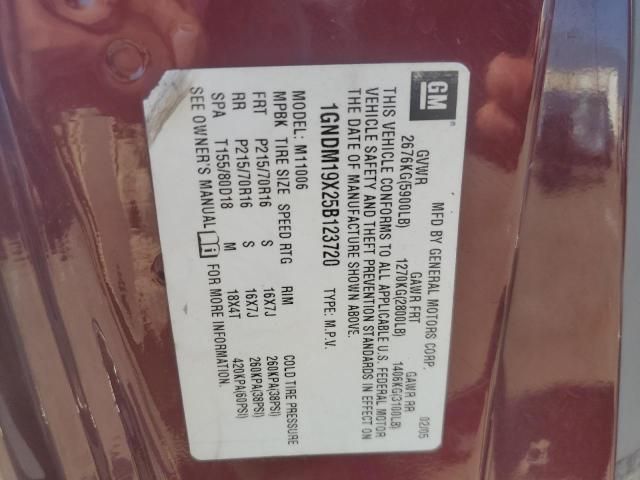 GM
MFD BY GENERAL MOTORS CORP. 02/05
GVWR GAWR FRT GAWR RR
2676KG(5900LB) 1270KG(2800LB) 1406KG(3100LB)
THIS VEHICLE CONFORMS TO ALL APPLICABLE U.S. FEDERAL MOTOR
VEHICLE SAFETY AND THEFT PREVENTION STANDARDS IN EFFECT ON
THE DATE OF MANUFACTURE SHOWN ABOVE.
1GNDM19X25B123720 TYPE: M.P.V.
MODEL: M11006
MPBK TIRE SIZE SPEED RTG RIM COLD TIRE PRESSURE
FRT P215/70R16 S 16X7J 260KPA(38PSI)
RR P215/70R16 S 16X7J 260KPA(38PSI)
SPA T155/80D18 M 18X4T 420KPA(60PSI)
SEE OWNER'S MANUAL FOR MORE INFORMATION.